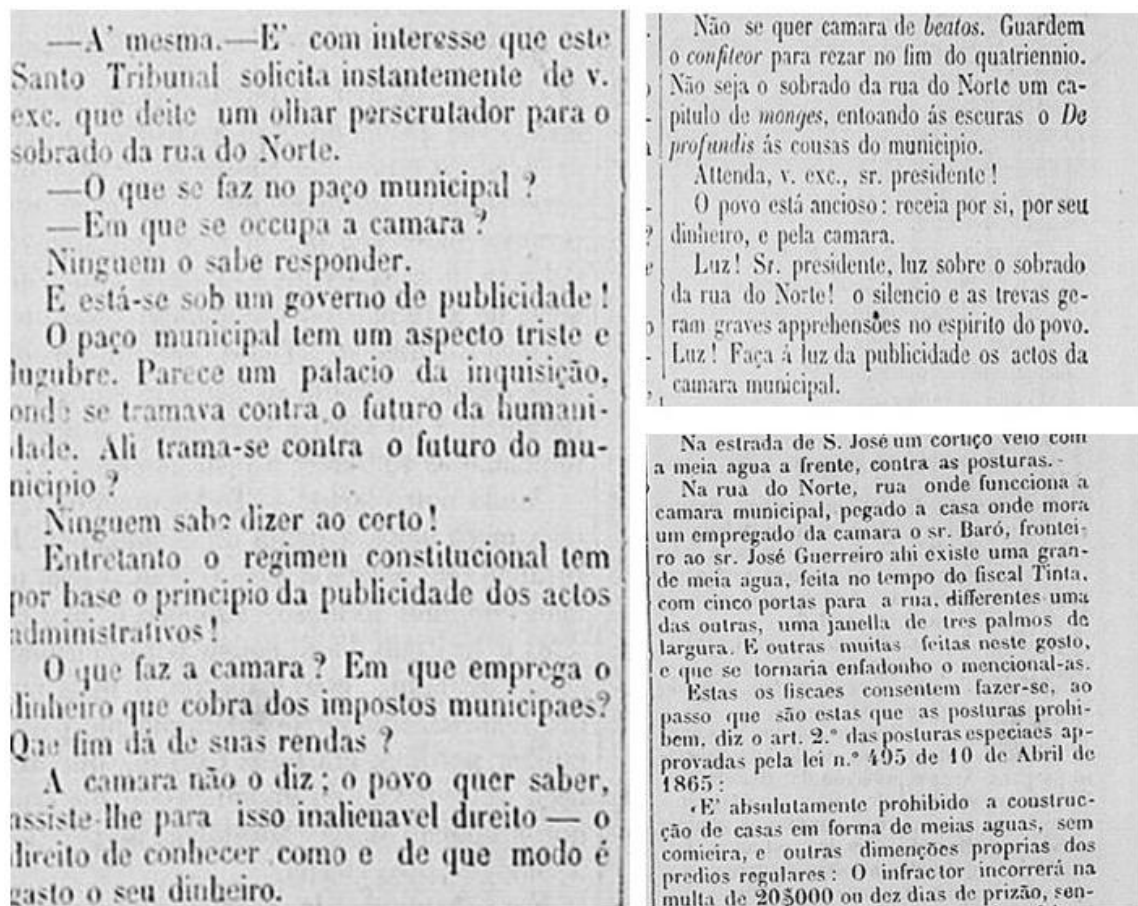 —A' mesma.—E' com interesse que este
Santo Tribunal solicita instantemente de v.
exc. que deite um olhar perscrutador para o
sobrado da rua do Norte.
—O que se faz no paço municipal ?
—Em que se occupa a camara ?
Ninguem o sabe responder.
E está-se sob um governo de publicidade !
O paço municipal tem um aspecto triste e
lugubre. Parece um palacio da inquisição,
onde se tramava contra o futuro da humani-
dade. Ali trama-se contra o futuro do mu-
nicipio ?
Ninguem sabe dizer ao certo !
Entretanto o regimen constitucional tem
por base o principio da publicidade dos actos
administrativos !
O que faz a camara ? Em que emprega o
dinheiro que cobra dos impostos municipaes?
Que fim dá de suas rendas ?
A camara não o diz ; o povo quer saber,
assiste-lhe para isso inalienavel direito — o
direito de conhecer como e de que modo é
gasto o seu dinheiro.
Não se quer camara de beatos. Guardem
o confiteor para rezar no fim do quatriennio.
Não seja o sobrado da rua do Norte um ca-
pitulo de monges, entoando ás escuras o De
profundis ás cousas do municipio.
Attenda, v. exc., sr. presidente !
O povo está ancioso : receia por si, por seu
dinheiro, e pela camara.
Luz ! Sr. presidente, luz sobre o sobrado
da rua do Norte! o silencio e as trevas ge-
ram graves apprehensões no espirito do povo.
Luz ! Faça á luz da publicidade os actos da
camara municipal.
Na estrada de S. José um cortiço veio com
a meia agua a frente, contra as posturas.
Na rua do Norte, rua onde funcciona a
camara municipal, pegado a casa onde mora
um empregado da camara o sr. Baró, frontei-
ro ao sr. José Guerreiro ahi existe uma gran-
de meia agua, feita no tempo do fiscal Tinta,
com cinco portas para a rua, differentes uma
das outras, uma janella de tres palmos de
largura. E outras muitas feitas neste gosto,
e que se tornaria enfadonho o mencional-as.
Estas os fiscaes consentem fazer-se, ao
passo que são estas que as posturas prohi-
bem, diz o art. 2.º das posturas especiaes ap-
provadas pela lei n.º 495 de 10 de Abril de
1865 :
«E' absulutamente prohibido a construc-
ção de casas em forma de meias aguas, sem
comieira, e outras dimenções proprias dos
predios regulares : O infractor incorrerá na
multa de 20$000 ou dez dias de prizão, sen-